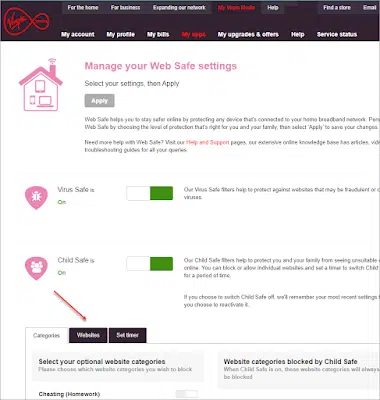 For the home For business Expanding our network My Virgin Media Help Find a store Email
Virgin media
My account My profile My bills My apps My upgrades & offers Help Service status
Manage your Web Safe settings
Select your settings, then Apply
Apply
Web Safe helps you to stay safer online by protecting any device that's connected to your home broadband network. Pers
Web Safe by choosing the level of protection that's right for you and your family, then select 'Apply' to save your changes
Need more help with Web Safe? Visit our Help and Support pages, our extensive online knowledge base has articles, video
troubleshooting guides for all your queries.
Virus Safe is
On
Our Virus Safe filters help to protect against websites that may be fraudulent or c
viruses.
Child Safe is
On
Our Child Safe filters help to protect you and your family from seeing unsuitable c
online. You can block or allow individual websites and set a timer to switch Child
for a period of time.
If you choose to switch Child Safe off, we'll remember your most recent settings f
you choose to reactivate it.
Categories Websites Set timer
Select your optional website categories
Please choose which website categories you wish to block
Website categories blocked by Child Safe
When Child Safe is on, these website categories will always
be blocked
Cheating (Homework)